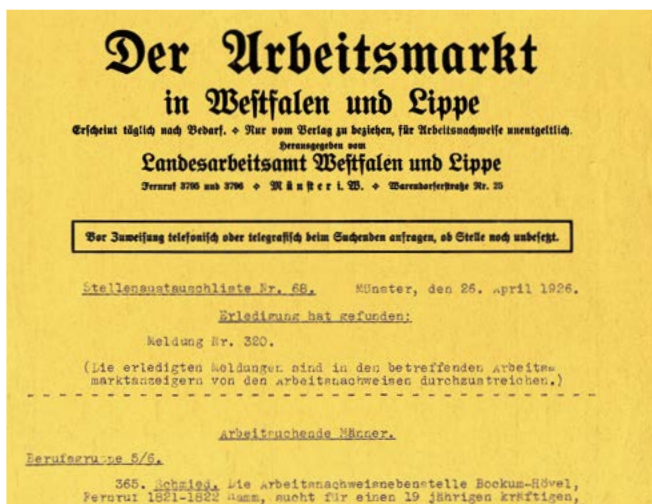 Der Arbeitsmarkt
in Westfalen und Lippe
Erscheint täglich nach Bedarf. ❖ Nur vom Verlag zu beziehen, für Arbeitsnachweise unentgeltlich.
Herausgegeben vom
Landesarbeitsamt Westfalen und Lippe
Fernruf 3795 und 3796 ❖ Münster i. W. ❖ Warendorferstraße Nr. 25
Vor Zuweisung telefonisch oder telegrafisch beim Suchenden anfragen, ob Stelle noch unbesetzt.
Stellenaustauschliste Nr. 68. Münster, den 26. April 1926.
Erledigung hat gefunden:
Meldung Nr. 320.
(Die erledigten Meldungen sind in den betreffenden Arbeits=
marktanzeigern von den Arbeitsnachweisen durchzustreichen.)
Arbeitsuchende Männer.
Berufsgruppe 5/6.
365. Schmied. Die Arbeitsnachweisnebenstelle Bockum-Hövel,
Fernruf 1821-1822 Hamm, sucht für einen 19 jährigen kräftigen,